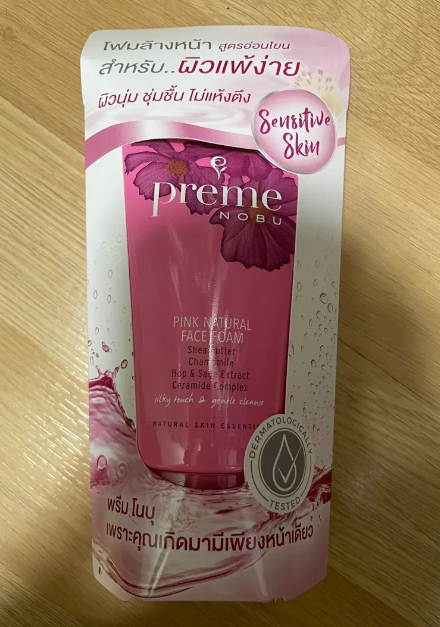 โฟมล้างหน้า สูตรอ่อนโยน
สำหรับ..ผิวแพ้ง่าย
ผิวนุ่ม ชุ่มชื้น ไม่แห้งตึง
Sensitive
Skin
preme
NOBU
PINK NATURAL
FACE FOAM
Shea Butter
Chamomile
Hop & Sage Extract
Ceramide Complex
silky touch & gentle cleanse
NATURAL SKIN ESSENTI
DERMATOLOGICALLY
TESTED
พรีม โนบุ
เพราะคุณเกิดมามีเพียงหน้าเดียว